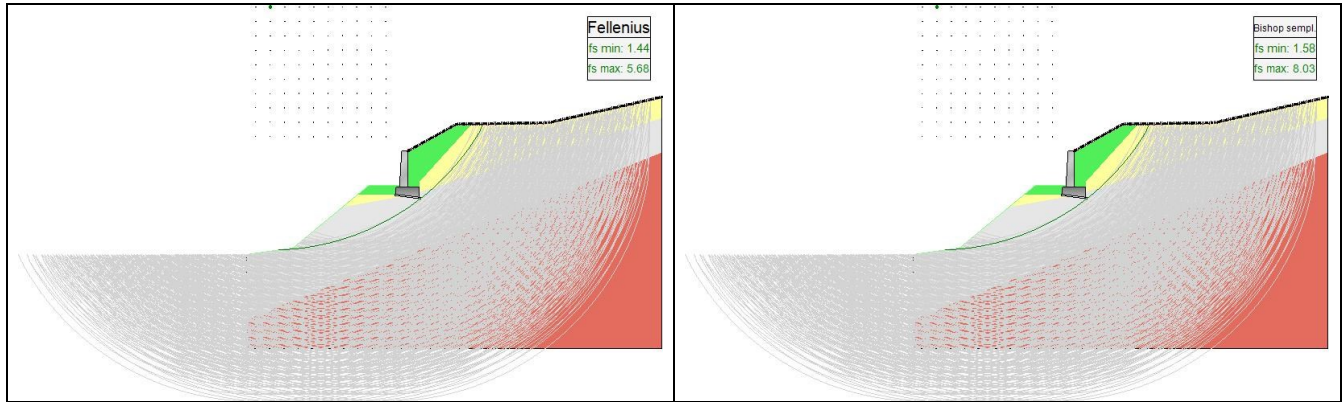 Fellenius
fs min: 1.44
fs max: 5.68
Bishop sempl.
fs min: 1.58
fs max: 8.03